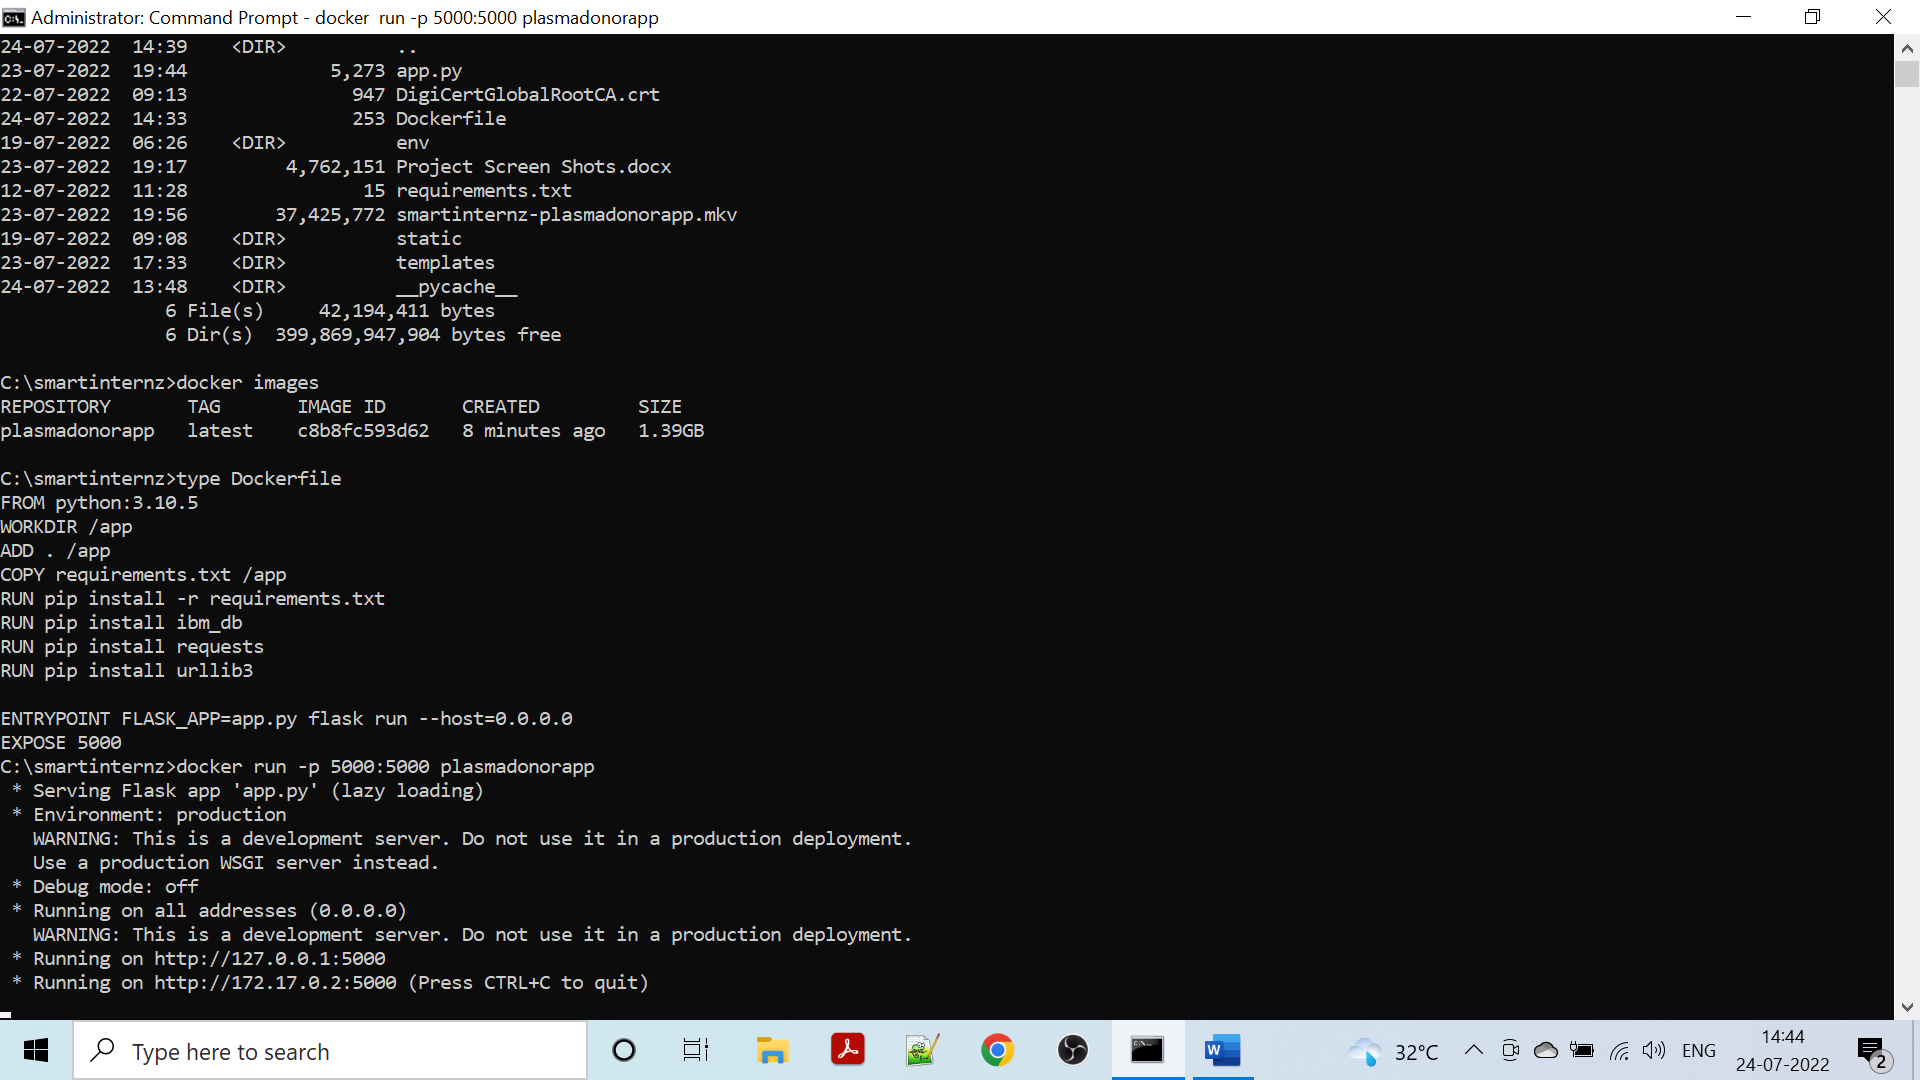 Administrator: Command Prompt - docker  run -p 5000:5000 plasmadonorapp
24-07-2022  14:39    <DIR>          ..
23-07-2022  19:44             5,273 app.py
22-07-2022  09:13               947 DigiCertGlobalRootCA.crt
24-07-2022  14:33               253 Dockerfile
19-07-2022  06:26    <DIR>          env
23-07-2022  19:17         4,762,151 Project Screen Shots.docx
12-07-2022  11:28                15 requirements.txt
23-07-2022  19:56        37,425,772 smartinternz-plasmadonorapp.mkv
19-07-2022  09:08    <DIR>          static
23-07-2022  17:33    <DIR>          templates
24-07-2022  13:48    <DIR>          __pycache__
               6 File(s)     42,194,411 bytes
               6 Dir(s)  399,869,947,904 bytes free
C:\smartinternz>docker images
REPOSITORY       TAG       IMAGE ID       CREATED         SIZE
plasmadonorapp   latest    c8b8fc593d62   8 minutes ago   1.39GB
C:\smartinternz>type Dockerfile
FROM python:3.10.5
WORKDIR /app
ADD . /app
COPY requirements.txt /app
RUN pip install -r requirements.txt
RUN pip install ibm_db
RUN pip install requests
RUN pip install urllib3
ENTRYPOINT FLASK_APP=app.py flask run --host=0.0.0.0
EXPOSE 5000
C:\smartinternz>docker run -p 5000:5000 plasmadonorapp
 * Serving Flask app 'app.py' (lazy loading)
 * Environment: production
   WARNING: This is a development server. Do not use it in a production deployment.
   Use a production WSGI server instead.
 * Debug mode: off
 * Running on all addresses (0.0.0.0)
   WARNING: This is a development server. Do not use it in a production deployment.
 * Running on http://127.0.0.1:5000
 * Running on http://172.17.0.2:5000 (Press CTRL+C to quit)
Type here to search
32°C
ENG
14:44
24-07-2022
2